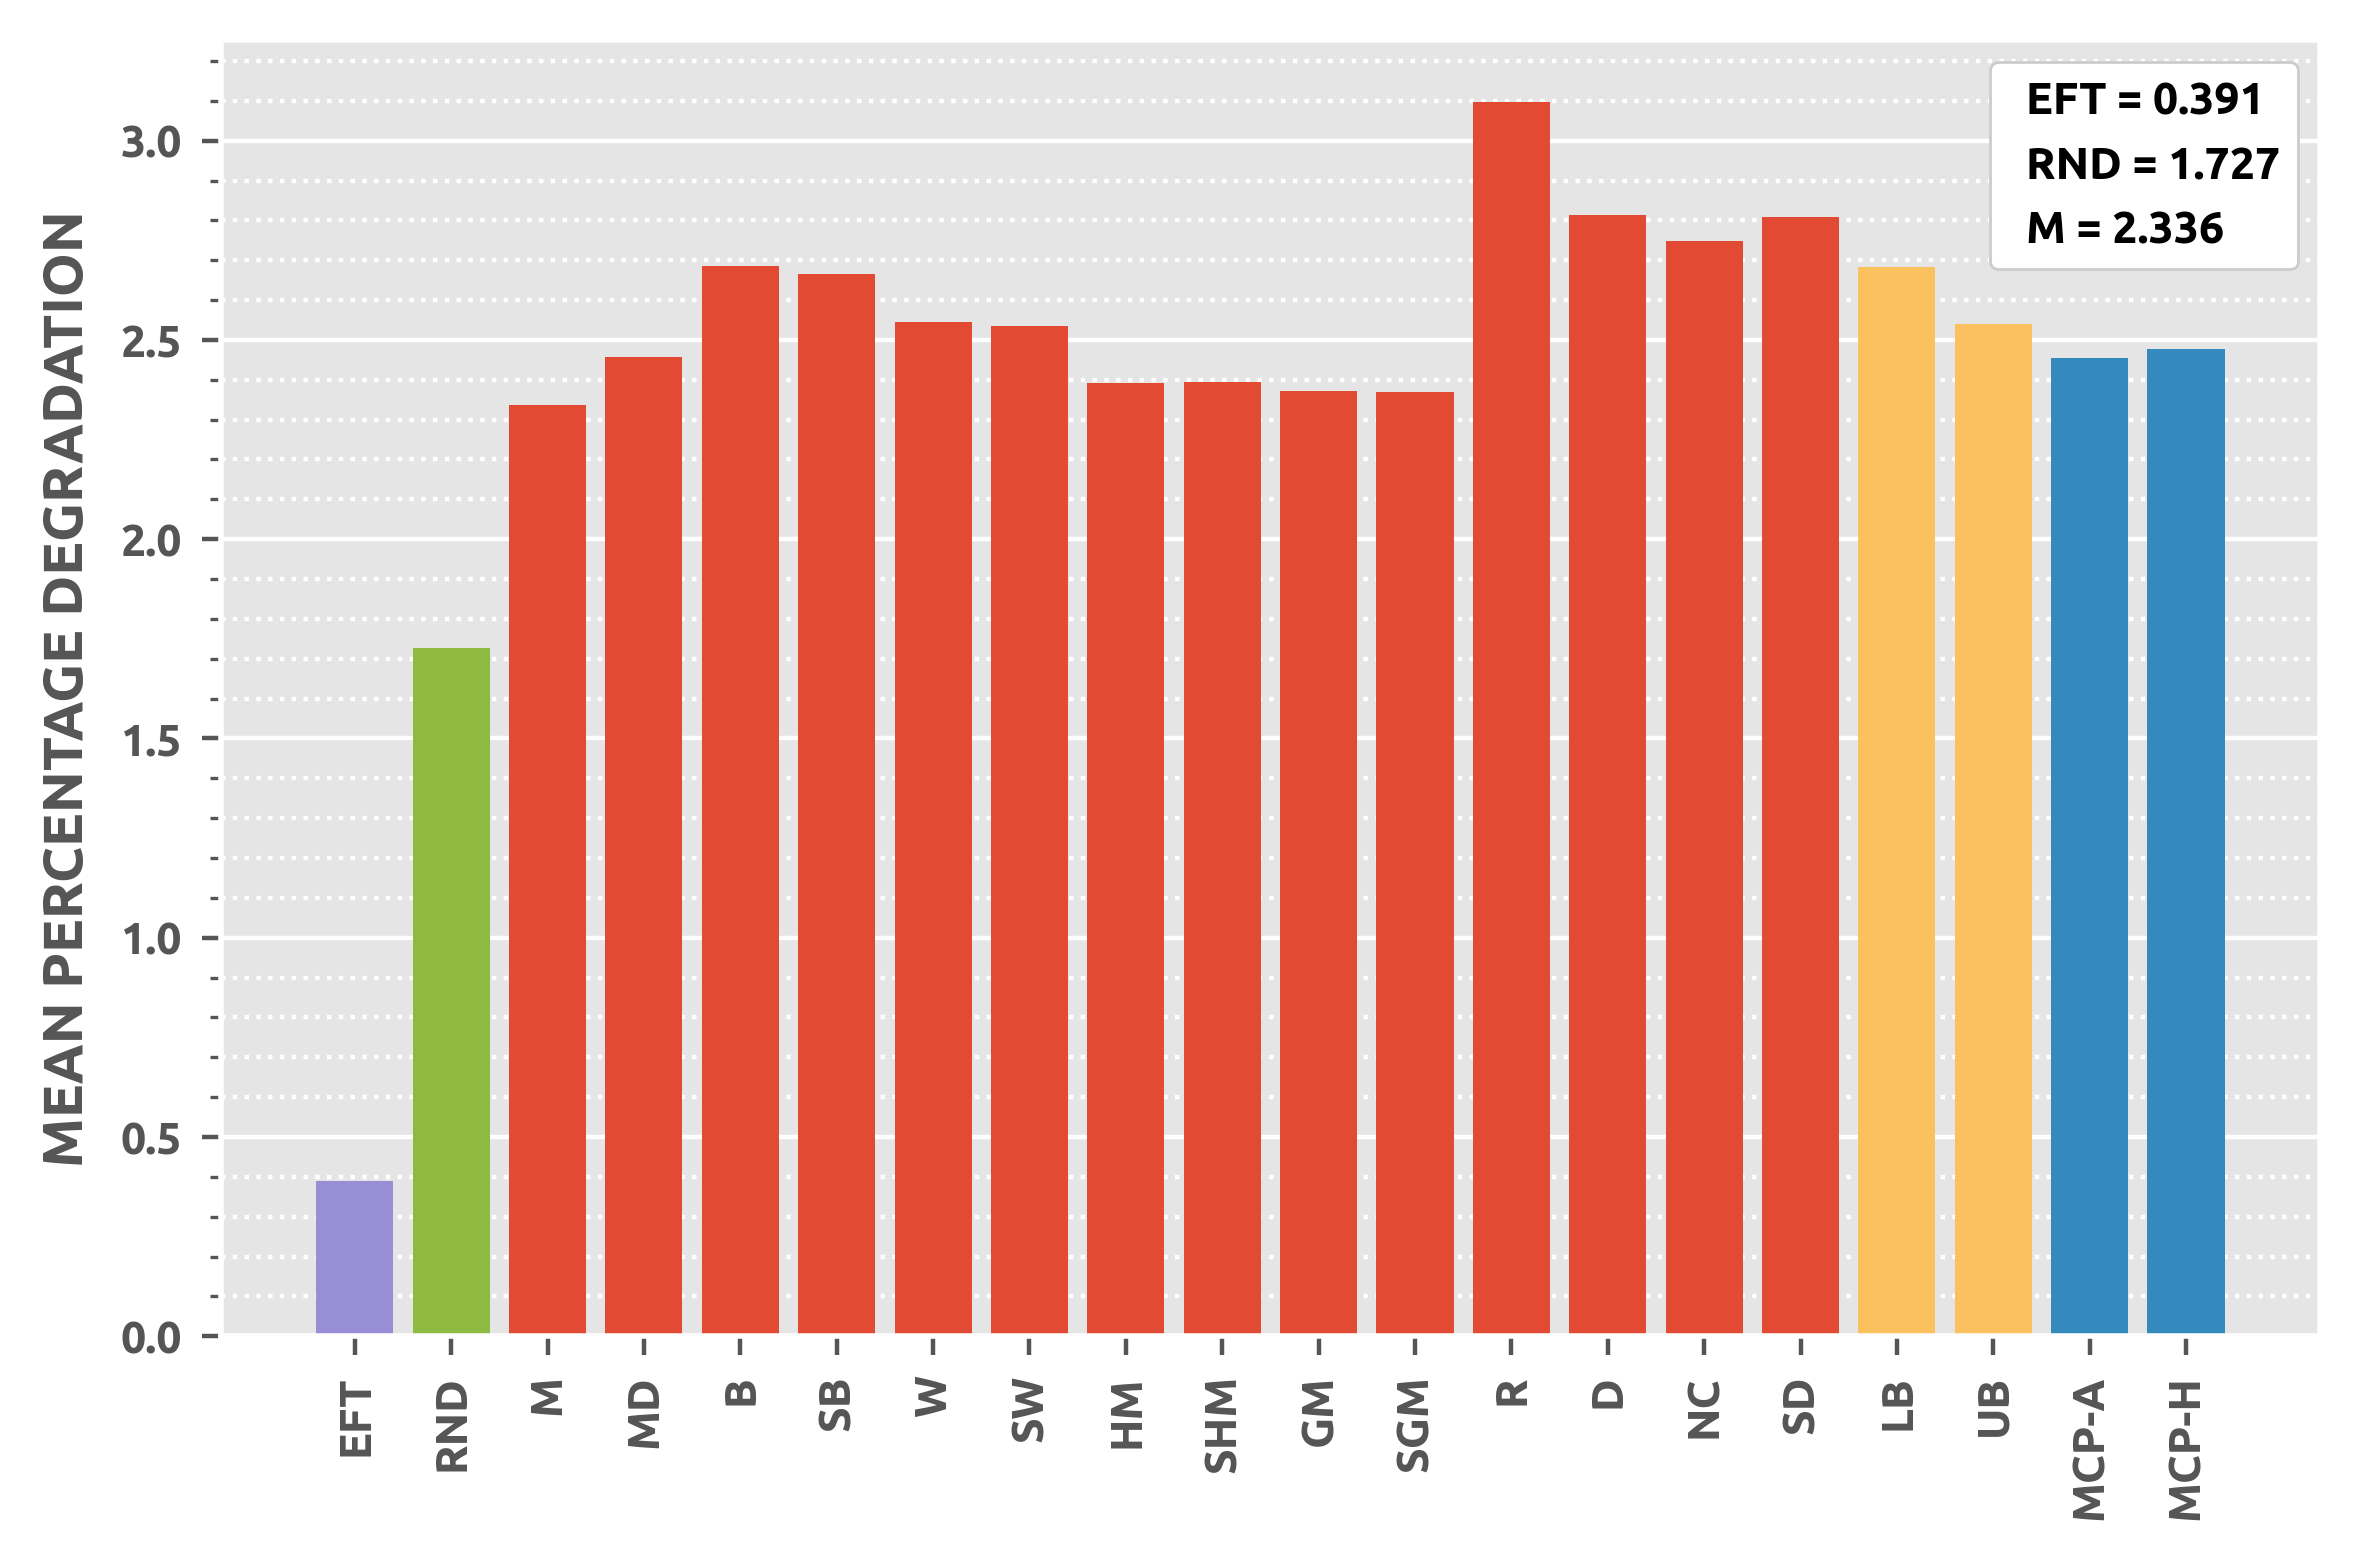 MEAN PERCENTAGE DEGRADATION
3.0
2.5
2.0
1.5
1.0
0.5
0.0
EFT = 0.391
RND = 1.727
M = 2.336
EFT
RND
M
MD
B
SB
W
SW
HM
SHM
GM
SGM
R
D
NC
SD
LB
UB
MCP-A
MCP-H